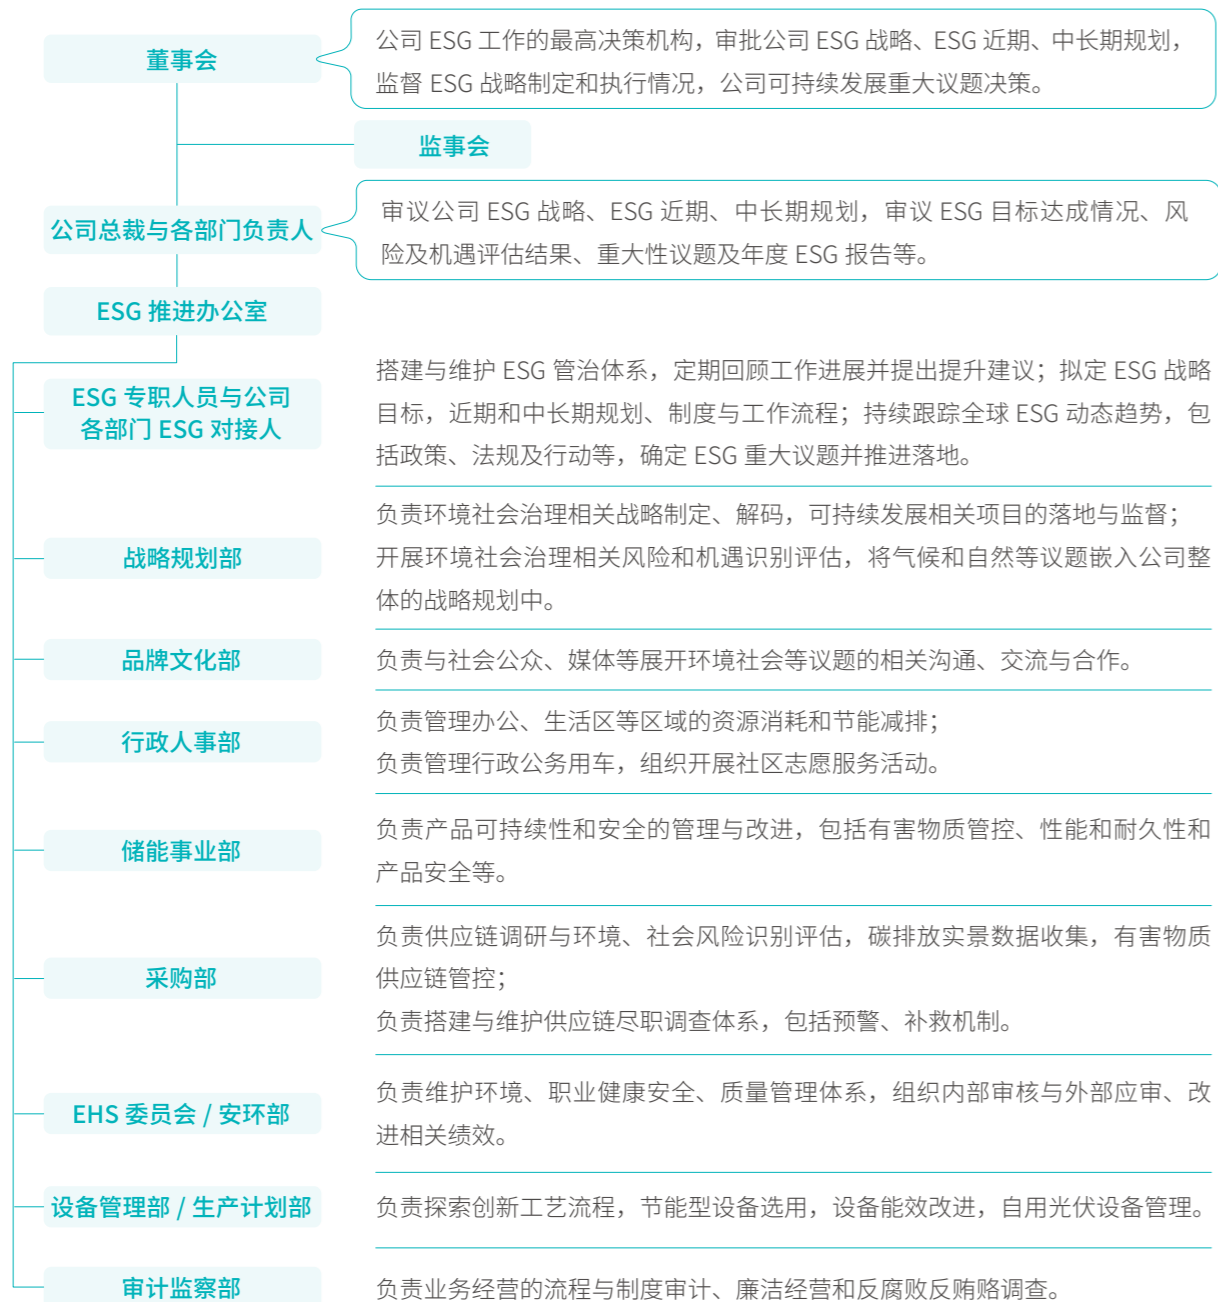 董事会
公司 ESG 工作的最高决策机构，审批公司 ESG 战略、ESG 近期、中长期规划，
监督 ESG 战略制定和执行情况，公司可持续发展重大议题决策。
监事会
公司总裁与各部门负责人
审议公司 ESG 战略、ESG 近期、中长期规划，审议 ESG 目标达成情况、风
险及机遇评估结果、重大性议题及年度 ESG 报告等。
ESG 推进办公室
ESG 专职人员与公司
各部门 ESG 对接人
搭建与维护 ESG 管治体系，定期回顾工作进展并提出提升建议；拟定 ESG 战略
目标，近期和中长期规划、制度与工作流程；持续跟踪全球 ESG 动态趋势，包
括政策、法规及行动等，确定 ESG 重大议题并推进落地。
战略规划部
负责环境社会治理相关战略制定、解码，可持续发展相关项目的落地与监督；
开展环境社会治理相关风险和机遇识别评估，将气候和自然等议题嵌入公司整
体的战略规划中。
品牌文化部
负责与社会公众、媒体等展开环境社会等议题的相关沟通、交流与合作。
行政人事部
负责管理办公、生活区等区域的资源消耗和节能减排；
负责管理行政公务用车，组织开展社区志愿服务活动。
储能事业部
负责产品可持续性和安全的管理与改进，包括有害物质管控、性能和耐久性和
产品安全等。
采购部
负责供应链调研与环境、社会风险识别评估，碳排放实景数据收集，有害物质
供应链管控；
负责搭建与维护供应链尽职调查体系，包括预警、补救机制。
EHS 委员会 / 安环部
负责维护环境、职业健康安全、质量管理体系，组织内部审核与外部应审、改
进相关绩效。
设备管理部 / 生产计划部
负责探索创新工艺流程，节能型设备选用，设备能效改进，自用光伏设备管理。
审计监察部
负责业务经营的流程与制度审计、廉洁经营和反腐败反贿赂调查。